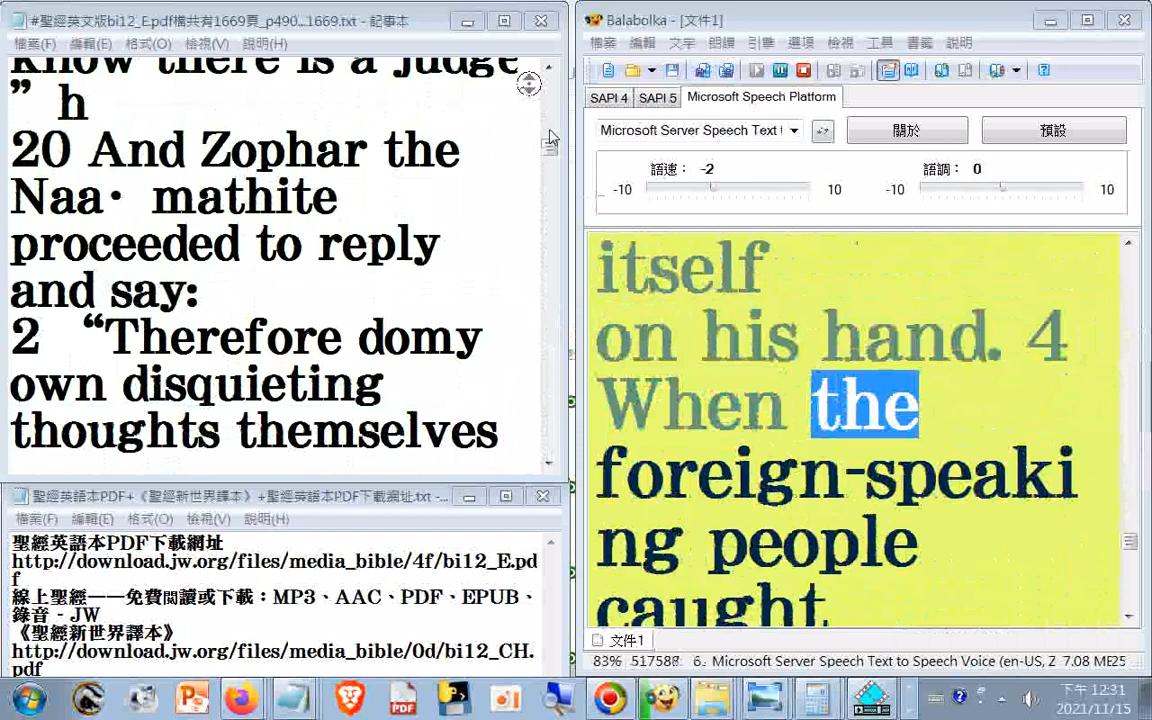 #聖經英文版bi12_E.pdf橫共有1669頁_p490...1669.txt - 記事本
檔案(F) 編輯(E) 格式(O) 檢視(V) 說明(H)
know there is a judge
” h
20 And Zophar the
Naa· mathite
proceeded to reply
and say:
2 “Therefore domy
own disquieting
thoughts themselves
聖經英語本PDF+《聖經新世界譯本》+聖經英語本PDF下載網址.txt -...
檔案(F) 編輯(E) 格式(O) 檢視(V) 說明(H)
聖經英語本PDF下載網址
http://download.jw.org/files/media_bible/4f/bi12_E.pd
f
線上聖經——免費閱讀或下載：MP3、AAC、PDF、EPUB、
錄音 - JW
《聖經新世界譯本》
http://download.jw.org/files/media_bible/0d/bi12_CH.
pdf
Balabolka - [文件1]
檔案 編輯 文字 朗讀 引擎 選項 檢視 工具 書籤 說明
SAPI 4 SAPI 5 Microsoft Speech Platform
Microsoft Server Speech Text 關於 預設
語速： -2 語調： 0
-10 10 -10 10
itself
on his hand. 4
When the
foreign-speaki
ng people
caught
文件1
83% 517588 Microsoft Server Speech Text to Speech Voice (en-US, Z 7.08 ME25
下午 12:31
2021/11/15